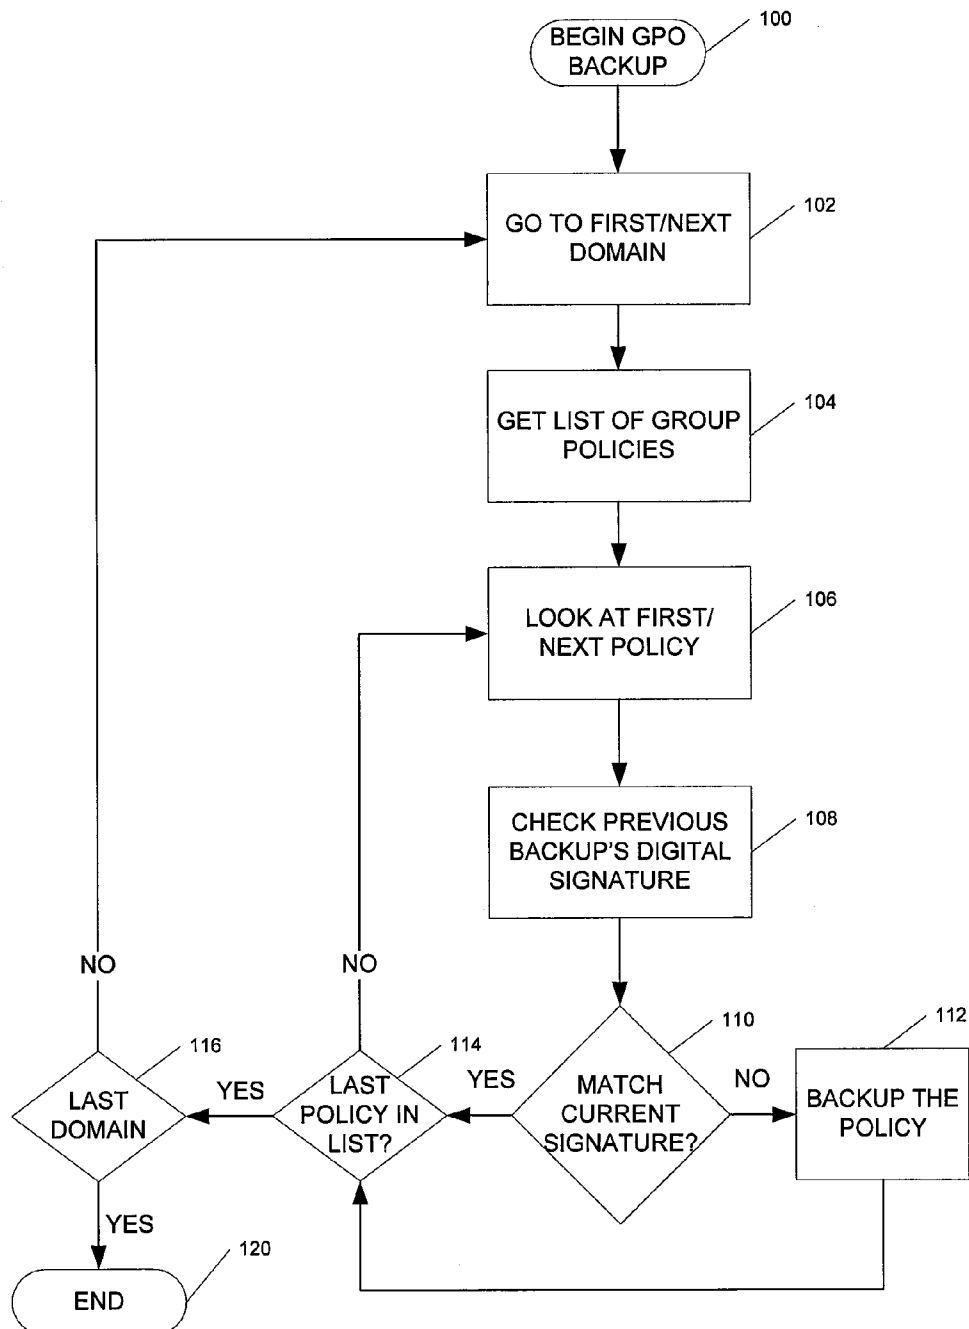 BEGIN GPO
BACKUP
100
GO TO FIRST/NEXT
DOMAIN
102
GET LIST OF GROUP
POLICIES
104
LOOK AT FIRST/
NEXT POLICY
106
CHECK PREVIOUS
BACKUP'S DIGITAL
SIGNATURE
108
MATCH
CURRENT
SIGNATURE?
110
NO
BACKUP THE
POLICY
112
YES
LAST
POLICY IN
LIST?
114
NO
YES
LAST
DOMAIN
116
NO
YES
END
120